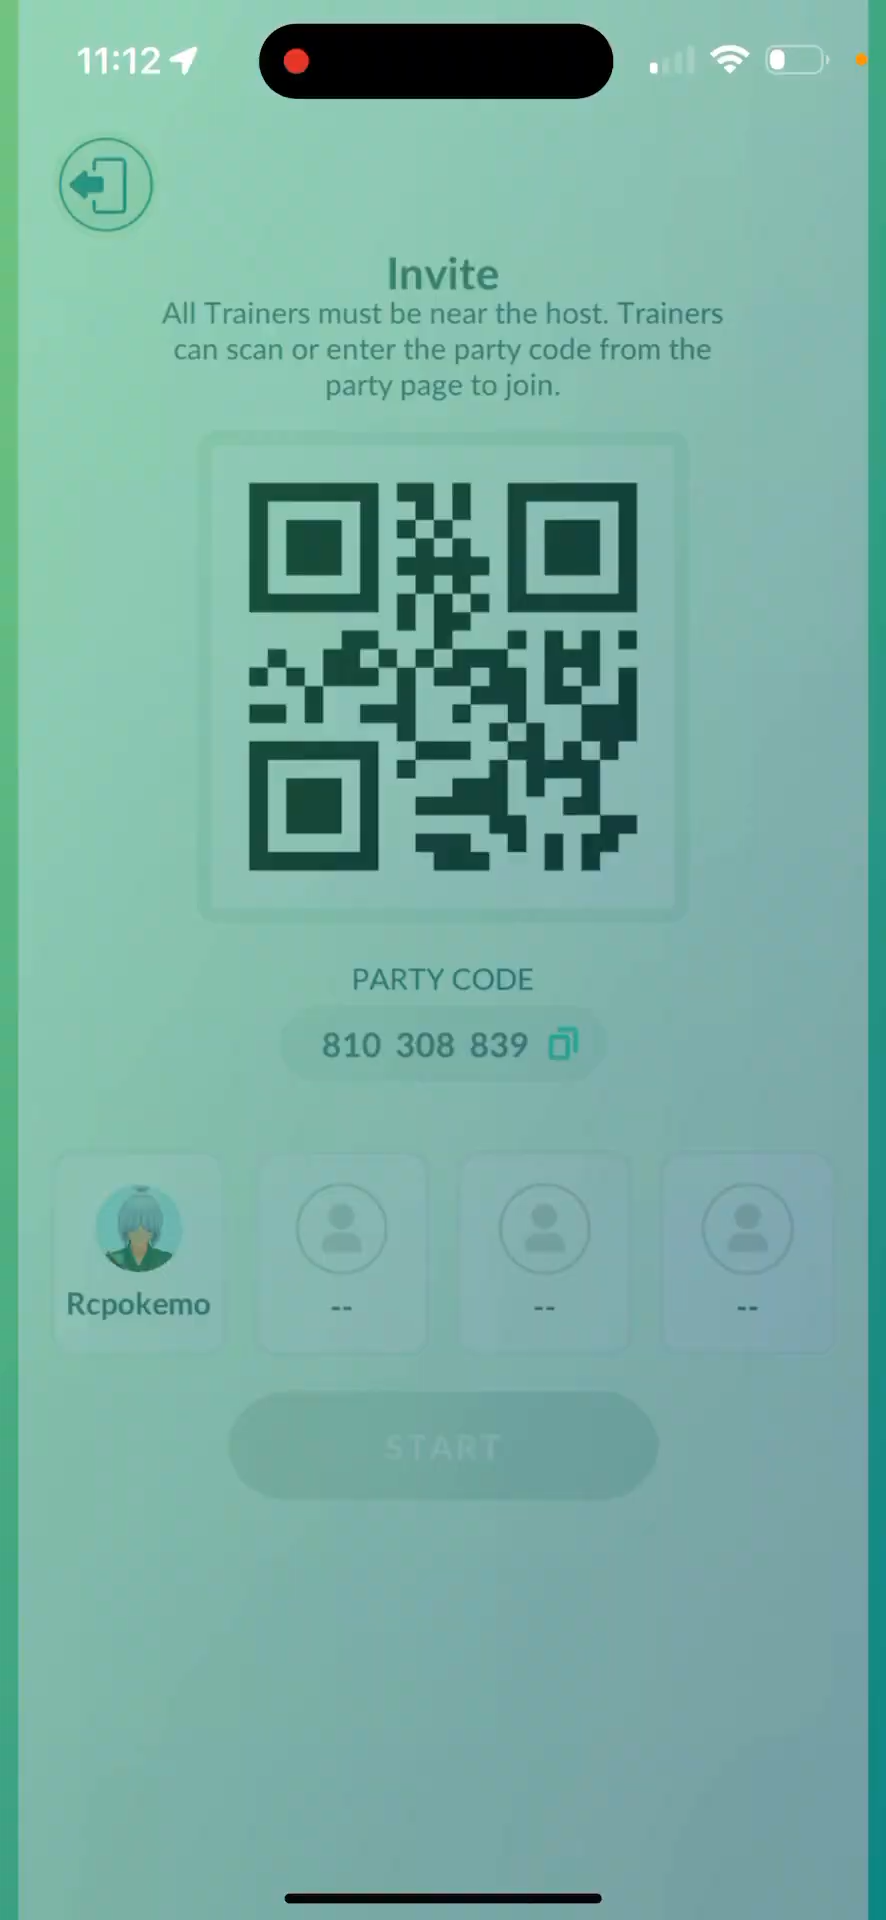 11:12
Invite
All Trainers must be near the host. Trainers
can scan or enter the party code from the
party page to join.
PARTY CODE
810 308 839
Rcpokemo
--
--
--
START